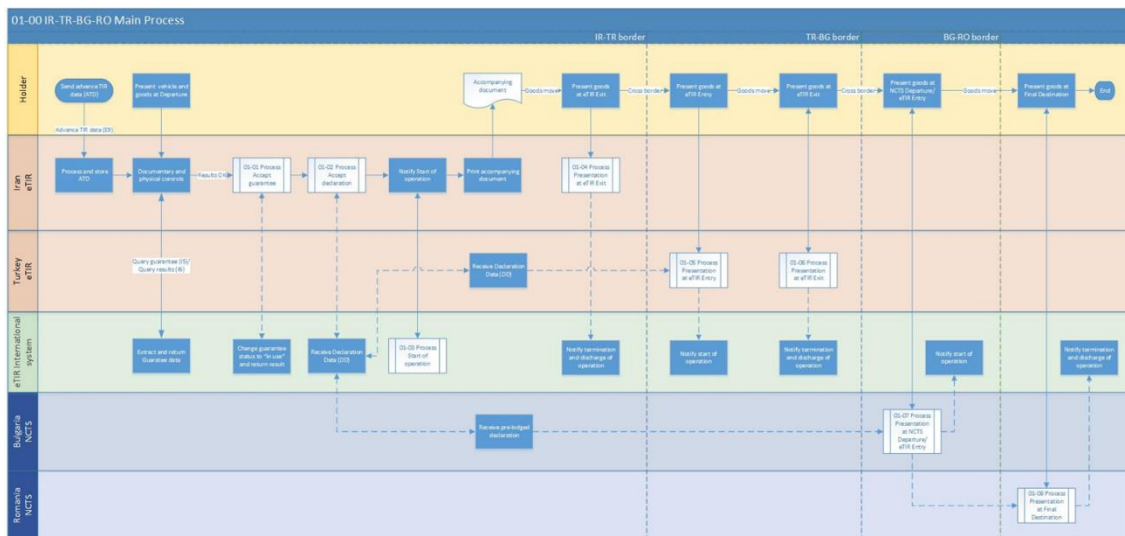 01-00 IR-TR-BG-RO Main Process
IR-TR border
TR-BG border
BG-RO border
Holder
Send advance TIR
data (ATD)
Present vehicle and
goods at Departure
Accompanying
document
Goods move
Present goods
at eTIR Exit
Cross border
Present goods
at eTIR Entry
Goods move
Present goods
at eTIR Exit
Cross border
Present goods at
NCTS Departure/
eTIR Entry
Goods move
Present goods at
Final Destination
End
Advance TIR data (E9)
Iran
eTIR
Process and store
ATD
Documentary and
physical controls
Results OK
01-01 Process
Accept
guarantee
01-02 Process
Accept
declaration
Notify Start of
operation
Print accompanying
document
01-04 Process
Presentation
at eTIR Exit
Turkey
eTIR
Query guarantee (I5)/
Query results (I6)
Receive Declaration
Data (DD)
01-05 Process
Presentation
at eTIR Entry
01-06 Process
Presentation
at eTIR Exit
eTIR International
system
Extract and return
Guarantee data
Change guarantee
status to "in use"
and return result
Receive Declaration
Data (DD)
01-03 Process
Start of
operation
Notify termination
and discharge of
operation
Notify start of
operation
Notify termination
and discharge of
operation
Notify start of
operation
Notify termination
and discharge of
operation
Bulgaria
NCTS
Receive pre-lodged
declaration
01-07 Process
Presentation
at NCTS
Departure/
eTIR Entry
Romania
NCTS
Process
Presentation
at Final
Destination